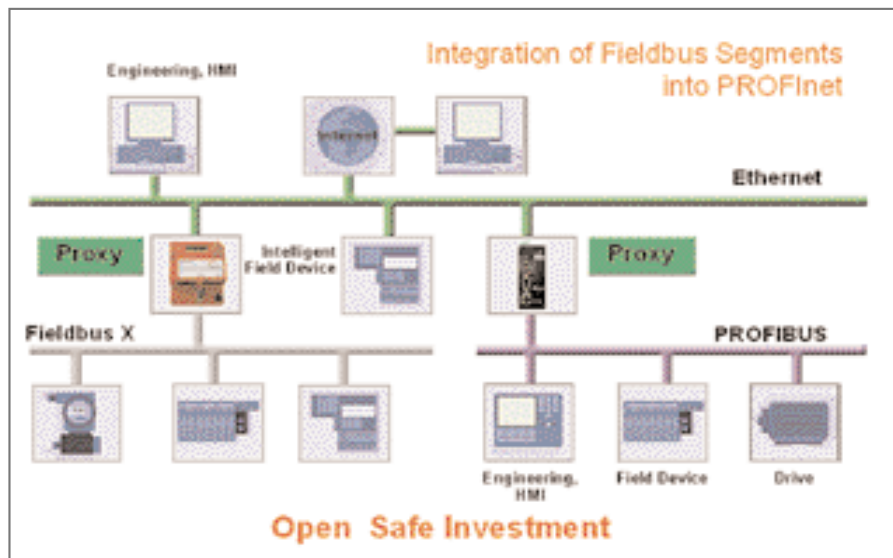 Integration of Fieldbus Segments
into PROFInet
Engineering, HMI
Internet
Ethernet
Proxy
Intelligent
Field Device
Proxy
Fieldbus X
PROFIBUS
Engineering,
HMI
Field Device
Drive
Open Safe Investment